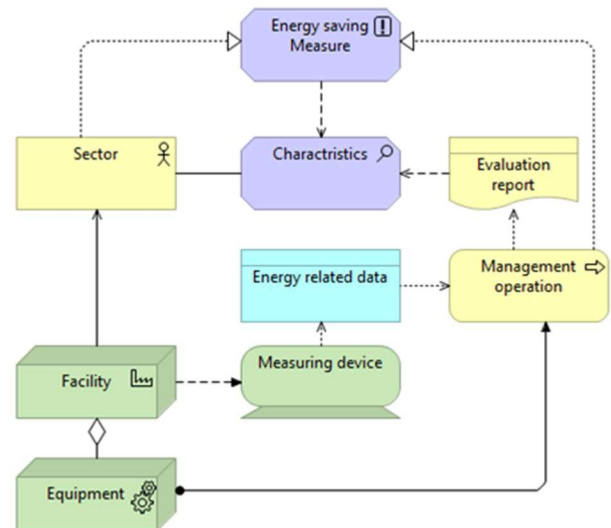 Energy saving
Measure
Sector
Charactristics
Evaluation
report
Energy related data
Management
operation
Facility
Measuring device
Equipment